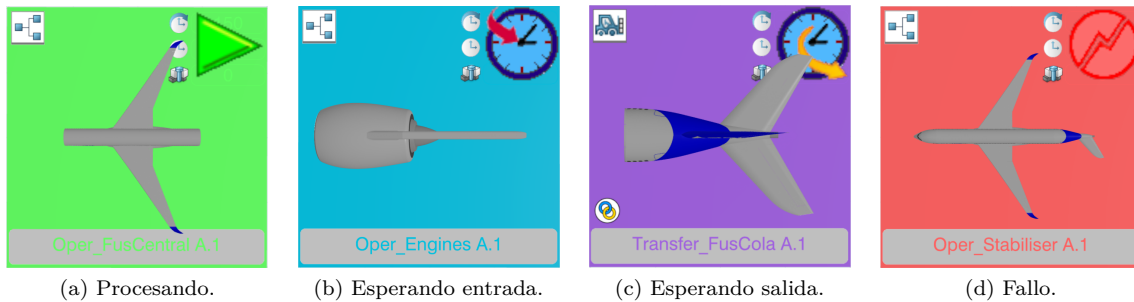 Oper_FusCentral A.1
Oper_Engines A.1
Transfer_FusCola A.1
Oper_Stabiliser A.1
(a) Procesando.
(b) Esperando entrada.
(c) Esperando salida.
(d) Fallo.